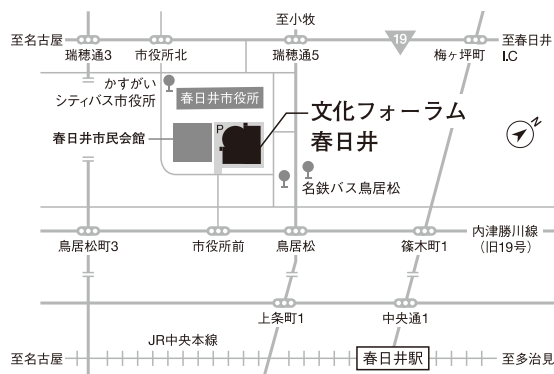 至小牧
19
至名古屋
至春日井
I.C
瑞穂通3
市役所北
瑞穂通5
梅ヶ坪町
かすがい
シティバス市役所
春日井市役所
文化フォーラム
春日井
P
春日井市民会館
N
名鉄バス鳥居松
鳥居松町3
市役所前
鳥居松
篠木町1
内津勝川線
（旧19号）
上条町1
中央通1
JR中央本線
至名古屋
春日井駅
至多治見